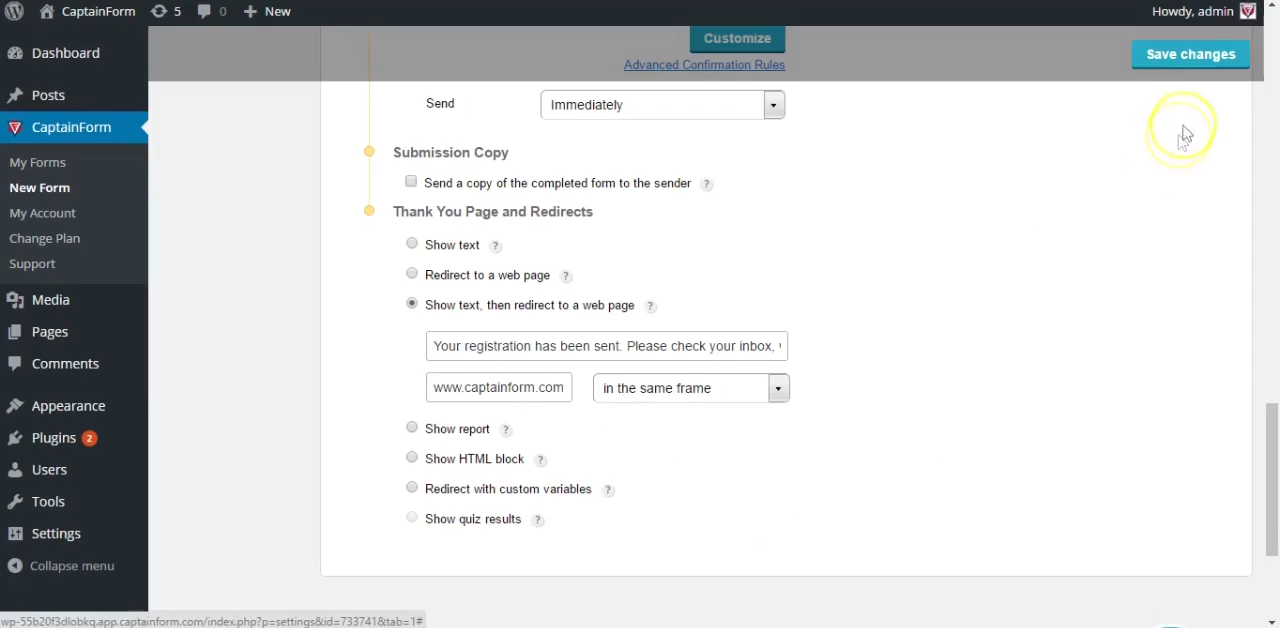 CaptainForm 5 0 New Howdy, admin
Dashboard
Posts
CaptainForm
My Forms
New Form
My Account
Change Plan
Support
Media
Pages
Comments
Appearance
Plugins 2
Users
Tools
Settings
Collapse menu
Save changes
Customize
Advanced Confirmation Rules
Send Immediately
Submission Copy
Send a copy of the completed form to the sender ?
Thank You Page and Redirects
Show text ?
Redirect to a web page ?
Show text, then redirect to a web page ?
Your registration has been sent. Please check your inbox,
www.captainform.com in the same frame
Show report ?
Show HTML block ?
Redirect with custom variables ?
Show quiz results ?
wp-55b20f3dlobkq.app.captainform.com/index.php?p=settings&id=733741&tab=1#